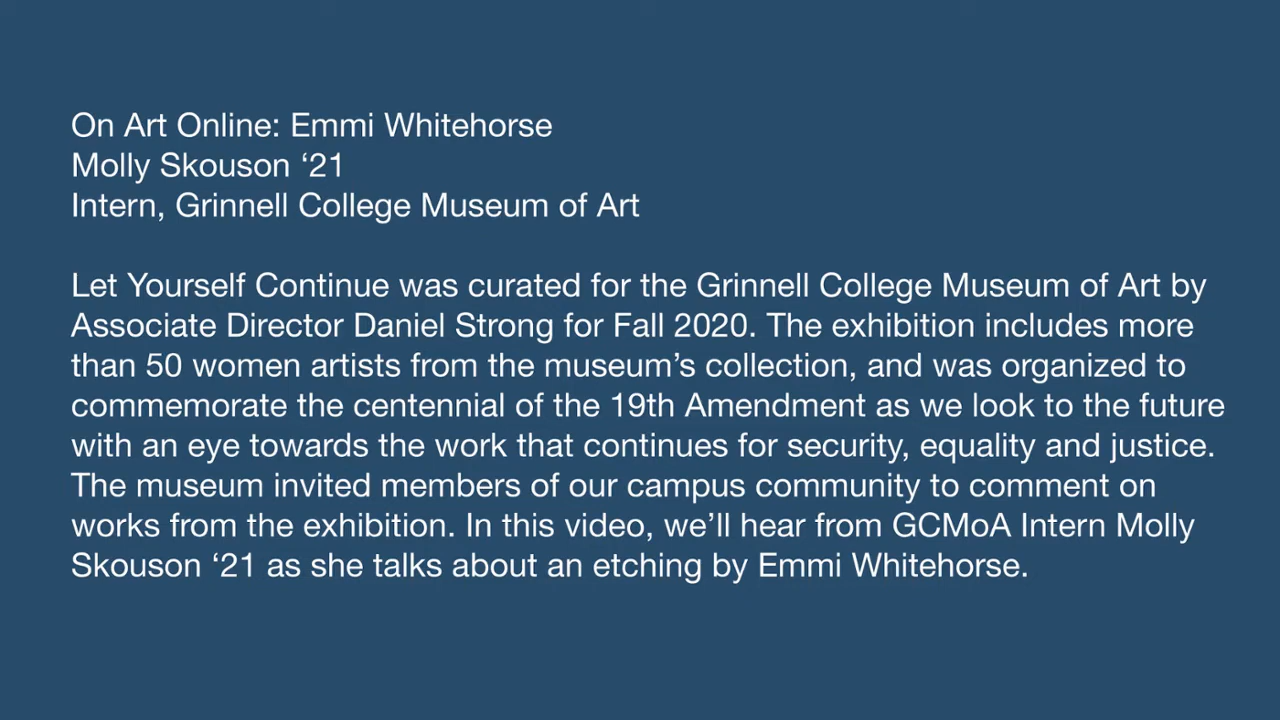 On Art Online: Emmi Whitehorse
Molly Skouson ‘21
Intern, Grinnell College Museum of Art
Let Yourself Continue was curated for the Grinnell College Museum of Art by
Associate Director Daniel Strong for Fall 2020. The exhibition includes more
than 50 women artists from the museum’s collection, and was organized to
commemorate the centennial of the 19th Amendment as we look to the future
with an eye towards the work that continues for security, equality and justice.
The museum invited members of our campus community to comment on
works from the exhibition. In this video, we’ll hear from GCMoA Intern Molly
Skouson ‘21 as she talks about an etching by Emmi Whitehorse.